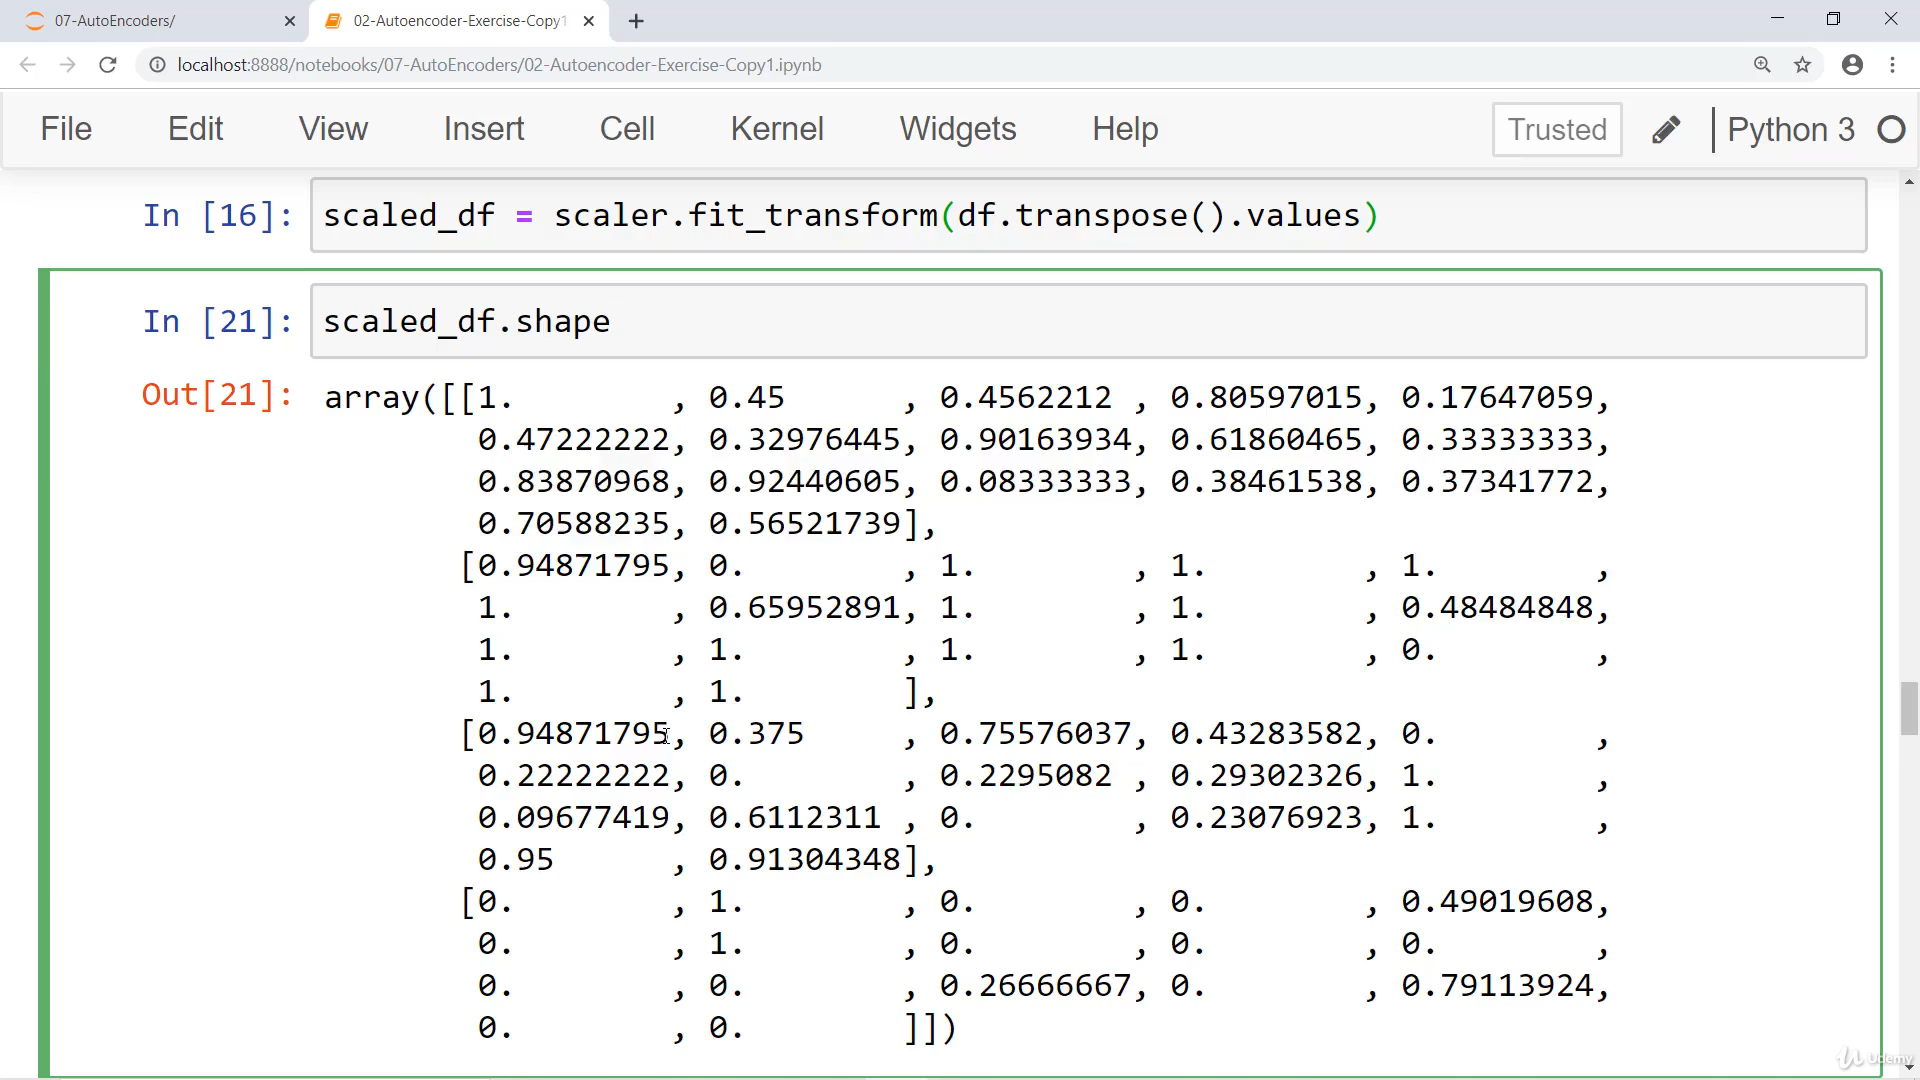 07-AutoEncoders/
02-Autoencoder-Exercise-Copy1
localhost:8888/notebooks/07-AutoEncoders/02-Autoencoder-Exercise-Copy1.ipynb
File Edit View Insert Cell Kernel Widgets Help Trusted Python 3
In [16]: scaled_df = scaler.fit_transform(df.transpose().values)
In [21]: scaled_df.shape
Out[21]: array([[1.        , 0.45      , 0.4562212 , 0.80597015, 0.17647059,
0.47222222, 0.32976445, 0.90163934, 0.61860465, 0.33333333,
0.83870968, 0.92440605, 0.08333333, 0.38461538, 0.37341772,
0.70588235, 0.56521739],
[0.94871795, 0.        , 1.        , 1.        , 1.        ,
1.        , 0.65952891, 1.        , 1.        , 0.48484848,
1.        , 1.        , 1.        , 1.        , 0.        ,
1.        , 1.        ],
[0.94871795, 0.375     , 0.75576037, 0.43283582, 0.        ,
0.22222222, 0.        , 0.2295082 , 0.29302326, 1.        ,
0.09677419, 0.6112311 , 0.        , 0.23076923, 1.        ,
0.95      , 0.91304348],
[0.        , 1.        , 0.        , 0.        , 0.49019608,
0.        , 1.        , 0.        , 0.        , 0.        ,
0.        , 0.        , 0.26666667, 0.        , 0.79113924,
0.        , 0.        ]])
Udemy